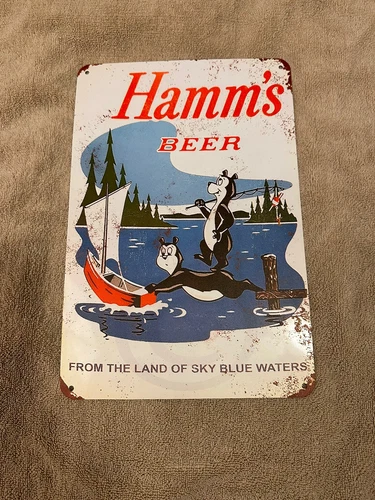 Hamm's
BEER
FROM THE LAND OF SKY BLUE WATERS